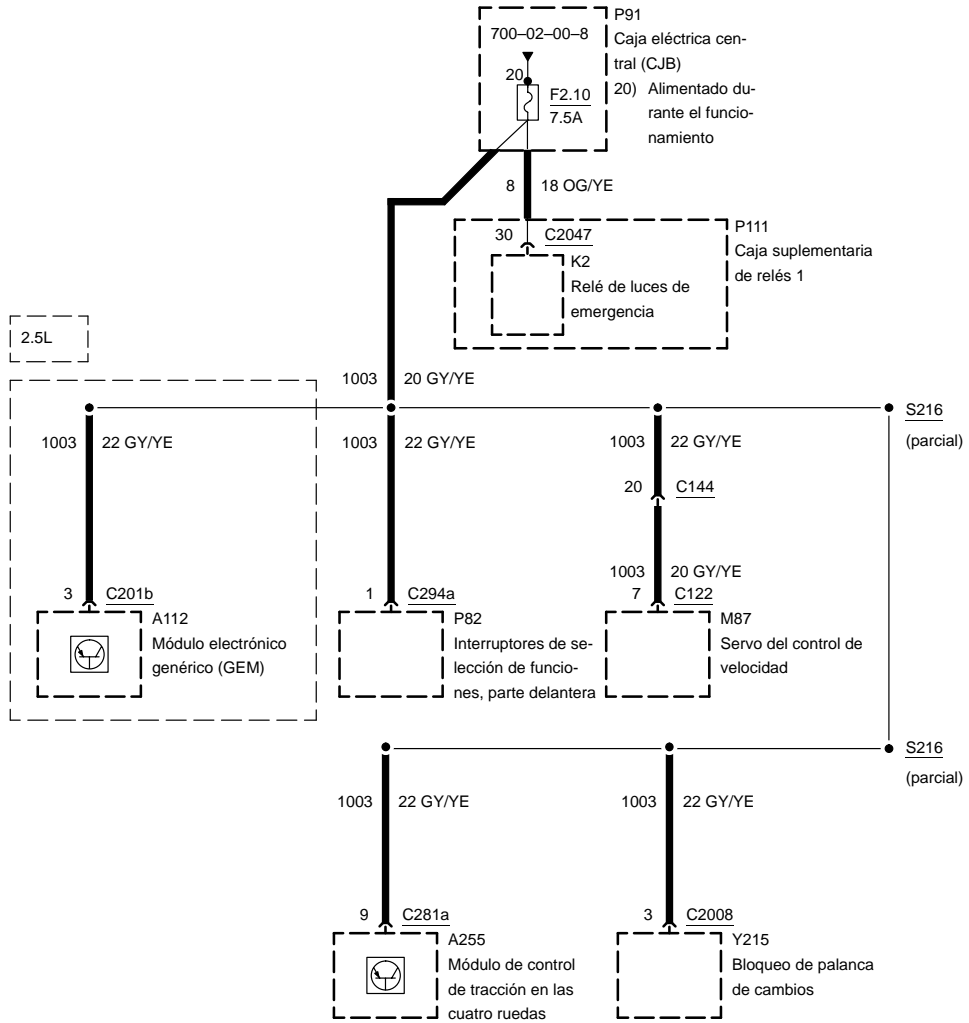 P91
700–02–00–8
Caja eléctrica cen-
tral (CJB)
20
20) Alimentado du-
rante el funcio-
namiento
F2.10
7.5A
8 18 OG/YE
P111
Caja suplementaria
de relés 1
30 C2047
K2
Relé de luces de
emergencia
2.5L
1003 20 GY/YE
S216
(parcial)
1003 22 GY/YE
1003 22 GY/YE
1003 22 GY/YE
20 C144
1003 20 GY/YE
3 C201b
1 C294a
7 C122
A112
Módulo electrónico
genérico (GEM)
P82
Interruptores de se-
lección de funcio-
nes, parte delantera
M87
Servo del control de
velocidad
S216
(parcial)
1003 22 GY/YE
1003 22 GY/YE
9 C281a
3 C2008
A255
Módulo de control
de tracción en las
cuatro ruedas
Y215
Bloqueo de palanca
de cambios